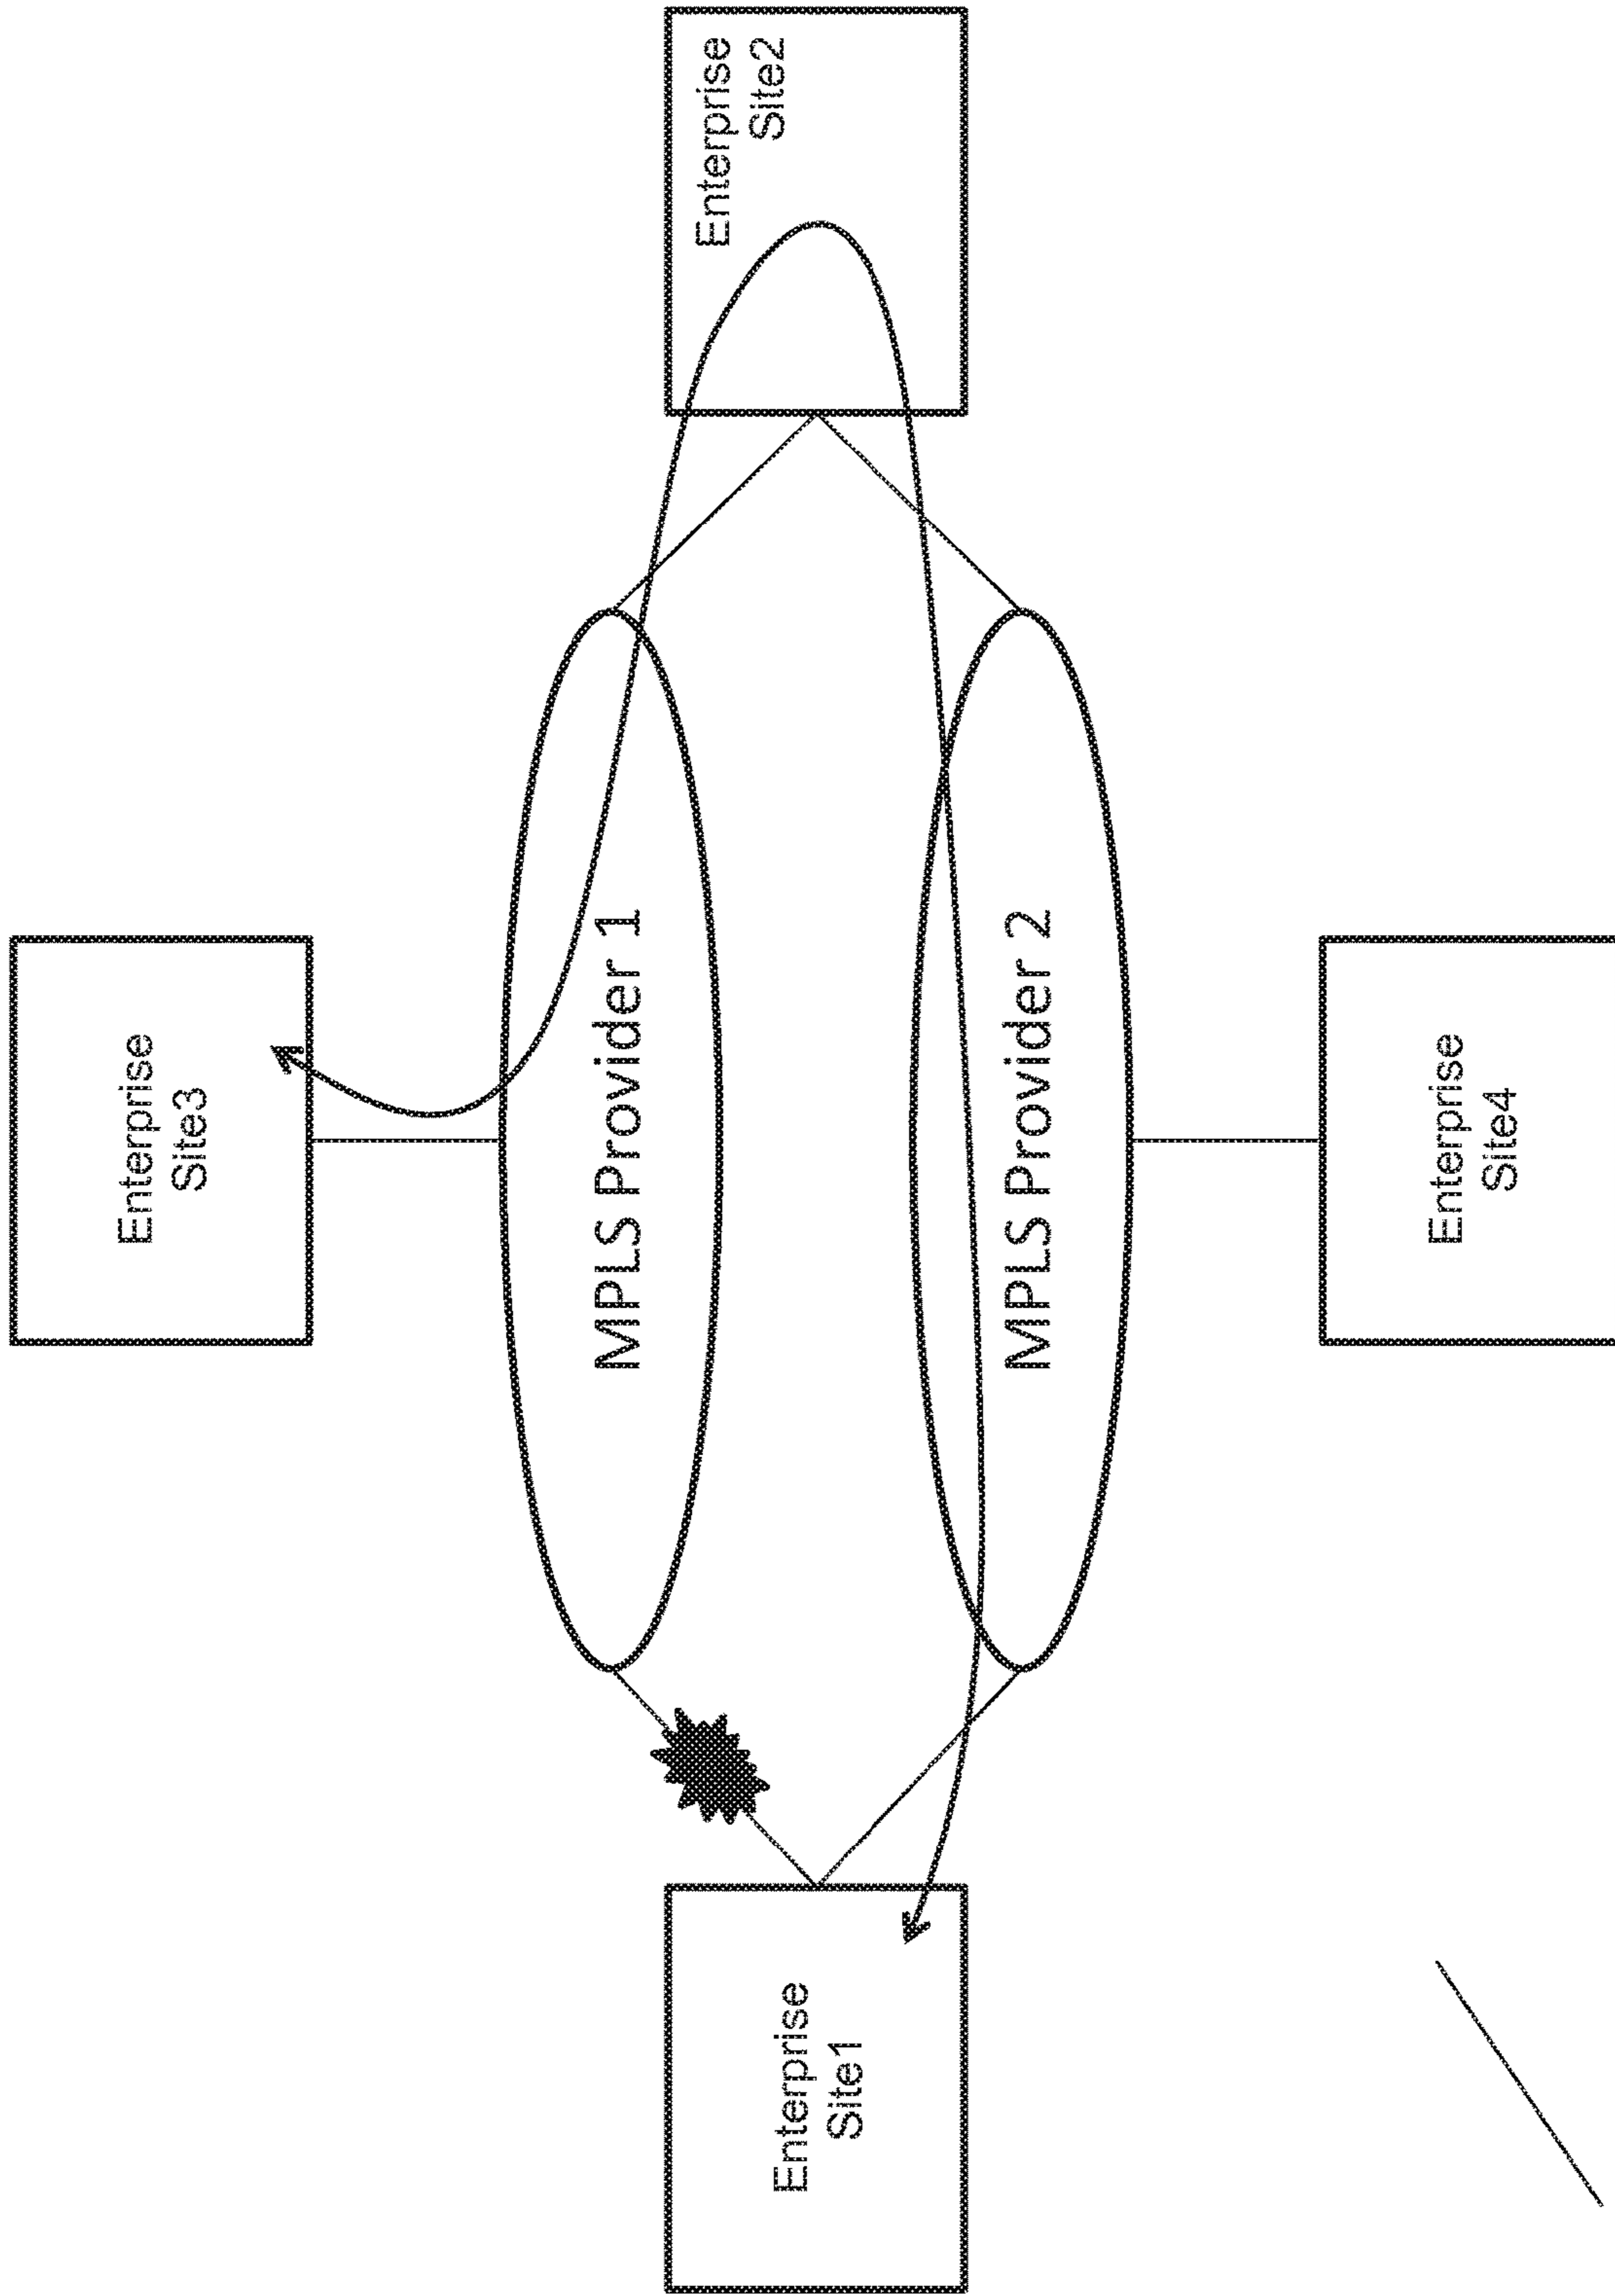 Enterprise
Site3
Enterprise
Site2
MPLS Provider 1
MPLS Provider 2
Enterprise
Site1
Enterprise
Site4